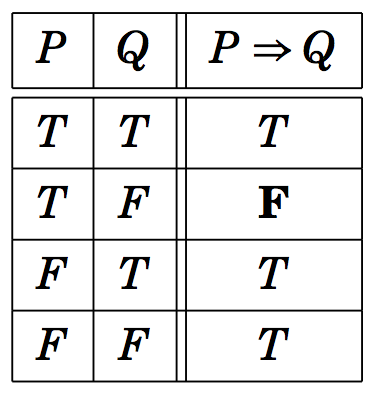 P Q P ⇒ Q
T T T
T F F
F T T
F F T